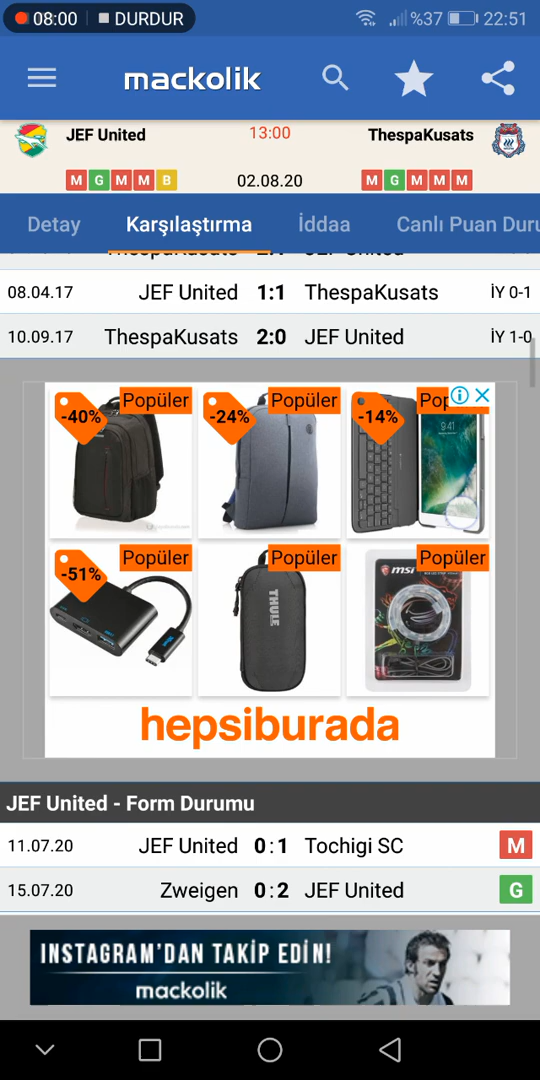 08:00 DURDUR %37 22:51
mackolik
JEF United 13:00 ThespaKusats
M G M M B 02.08.20 M G M M M
Detay Karşılaştırma İddaa Canlı Puan Duru
08.04.17 JEF United 1:1 ThespaKusats İY 0-1
10.09.17 ThespaKusats 2:0 JEF United İY 1-0
-40% Popüler -24% Popüler -14% Pop
9:41
-51% Popüler Popüler Popüler
THULE
msi
hepsiburada
JEF United - Form Durumu
11.07.20 JEF United 0:1 Tochigi SC M
15.07.20 Zweigen 0:2 JEF United G
INSTAGRAM'DAN TAKİP EDİN!
mackolik